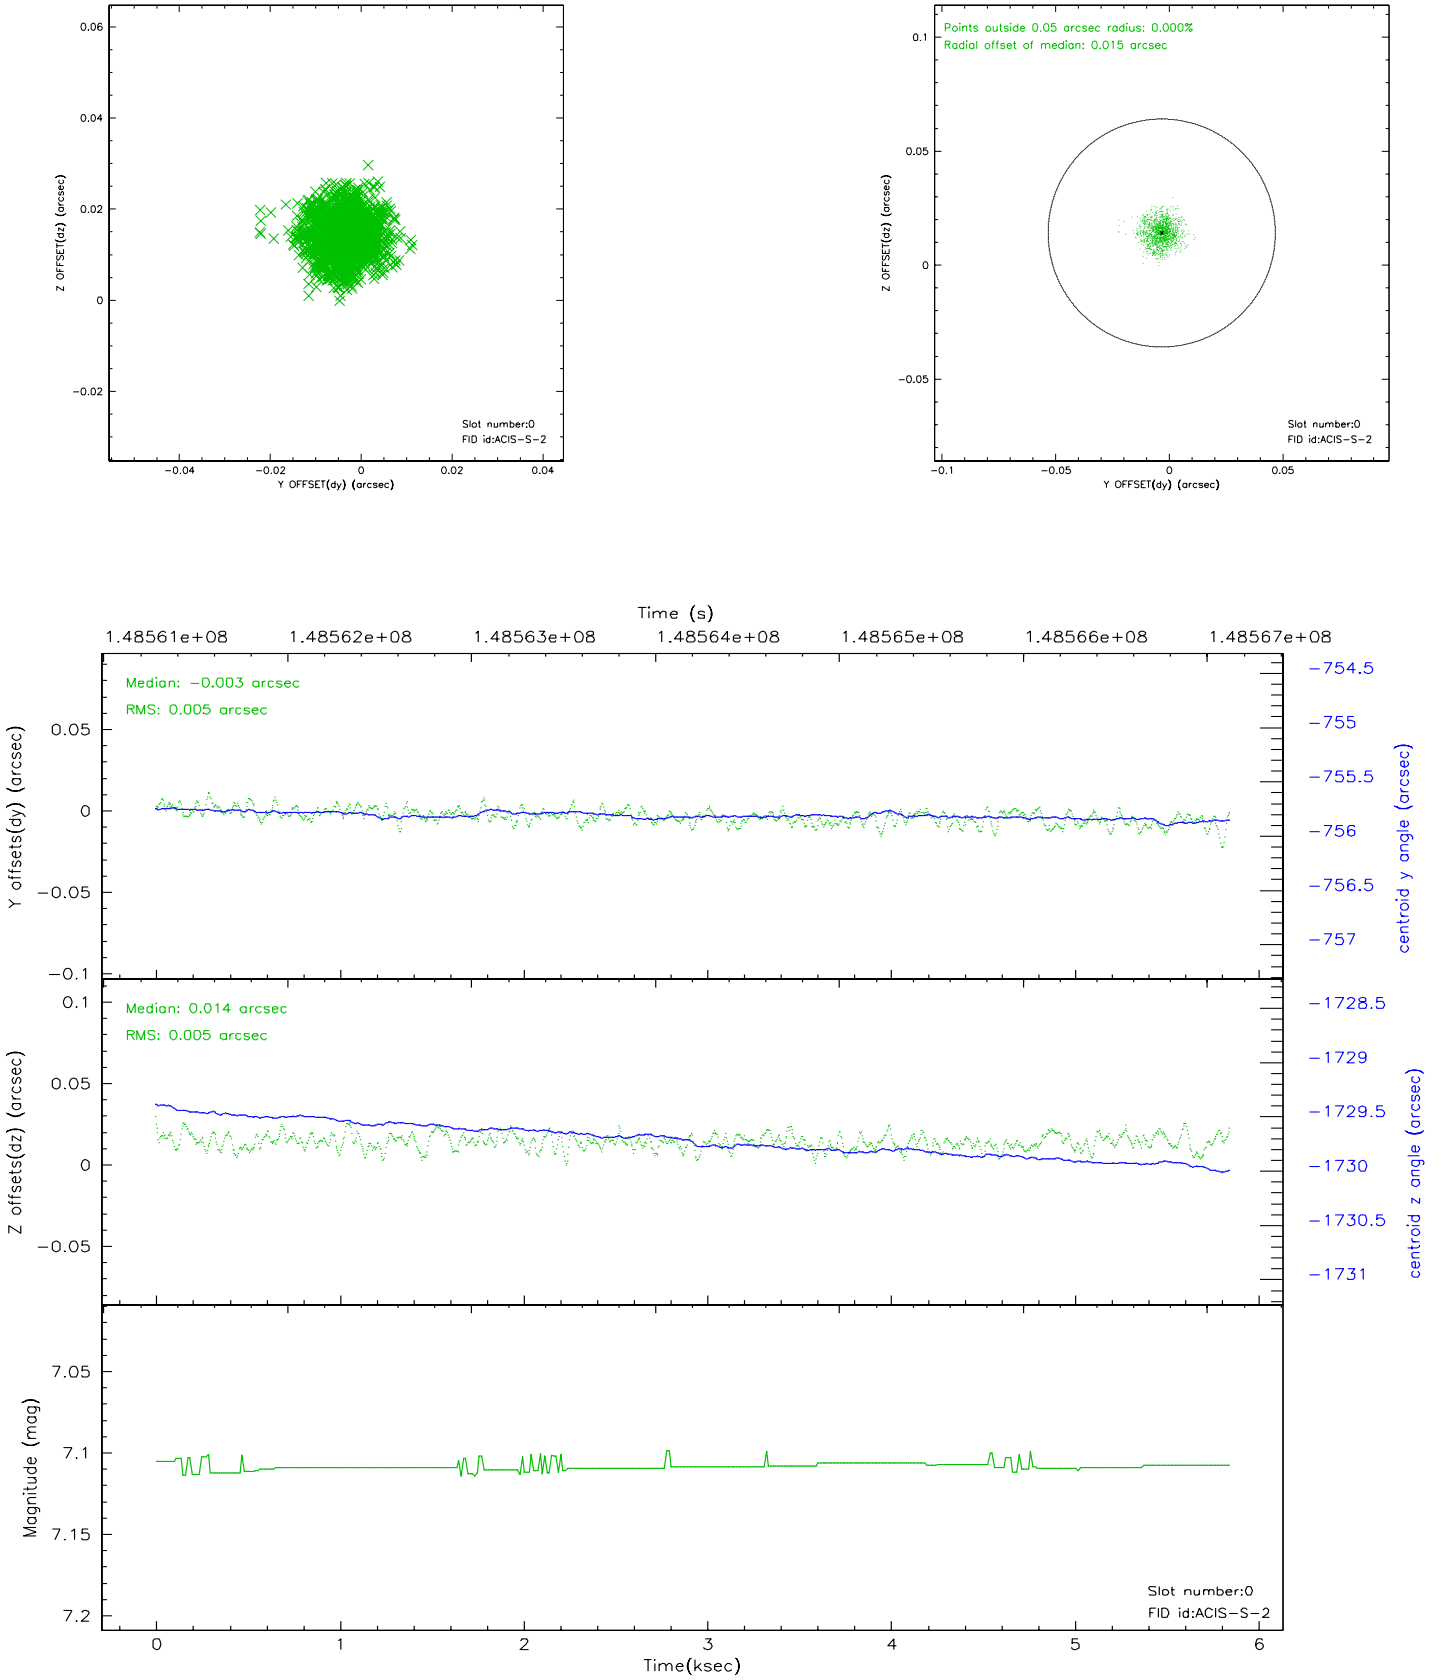 0.06
0.04
0.02
0
−0.02
Z OFFSET(dz) (arcsec)
Slot number:0
FID id:ACIS−S−2
−0.04 −0.02 0 0.02 0.04
Y OFFSET(dy) (arcsec)
Points outside 0.05 arcsec radius: 0.000%
Radial offset of median: 0.015 arcsec
0.1
0.05
0
−0.05
Z OFFSET(dz) (arcsec)
Slot number:0
FID id:ACIS−S−2
−0.1 −0.05 0 0.05
Y OFFSET(dy) (arcsec)
Time (s)
1.48561e+08 1.48562e+08 1.48563e+08 1.48564e+08 1.48565e+08 1.48566e+08 1.48567e+08
Median: −0.003 arcsec
RMS: 0.005 arcsec
0.05
0
−0.05
−0.1
Y offsets(dy) (arcsec)
−754.5
−755
−755.5
−756
−756.5
−757
centroid y angle (arcsec)
Median: 0.014 arcsec
RMS: 0.005 arcsec
0.1
0.05
0
−0.05
Z offsets(dz) (arcsec)
−1728.5
−1729
−1729.5
−1730
−1730.5
−1731
centroid z angle (arcsec)
7.05
7.1
7.15
7.2
Magnitude (mag)
Slot number:0
FID id:ACIS−S−2
0 1 2 3 4 5 6
Time(ksec)